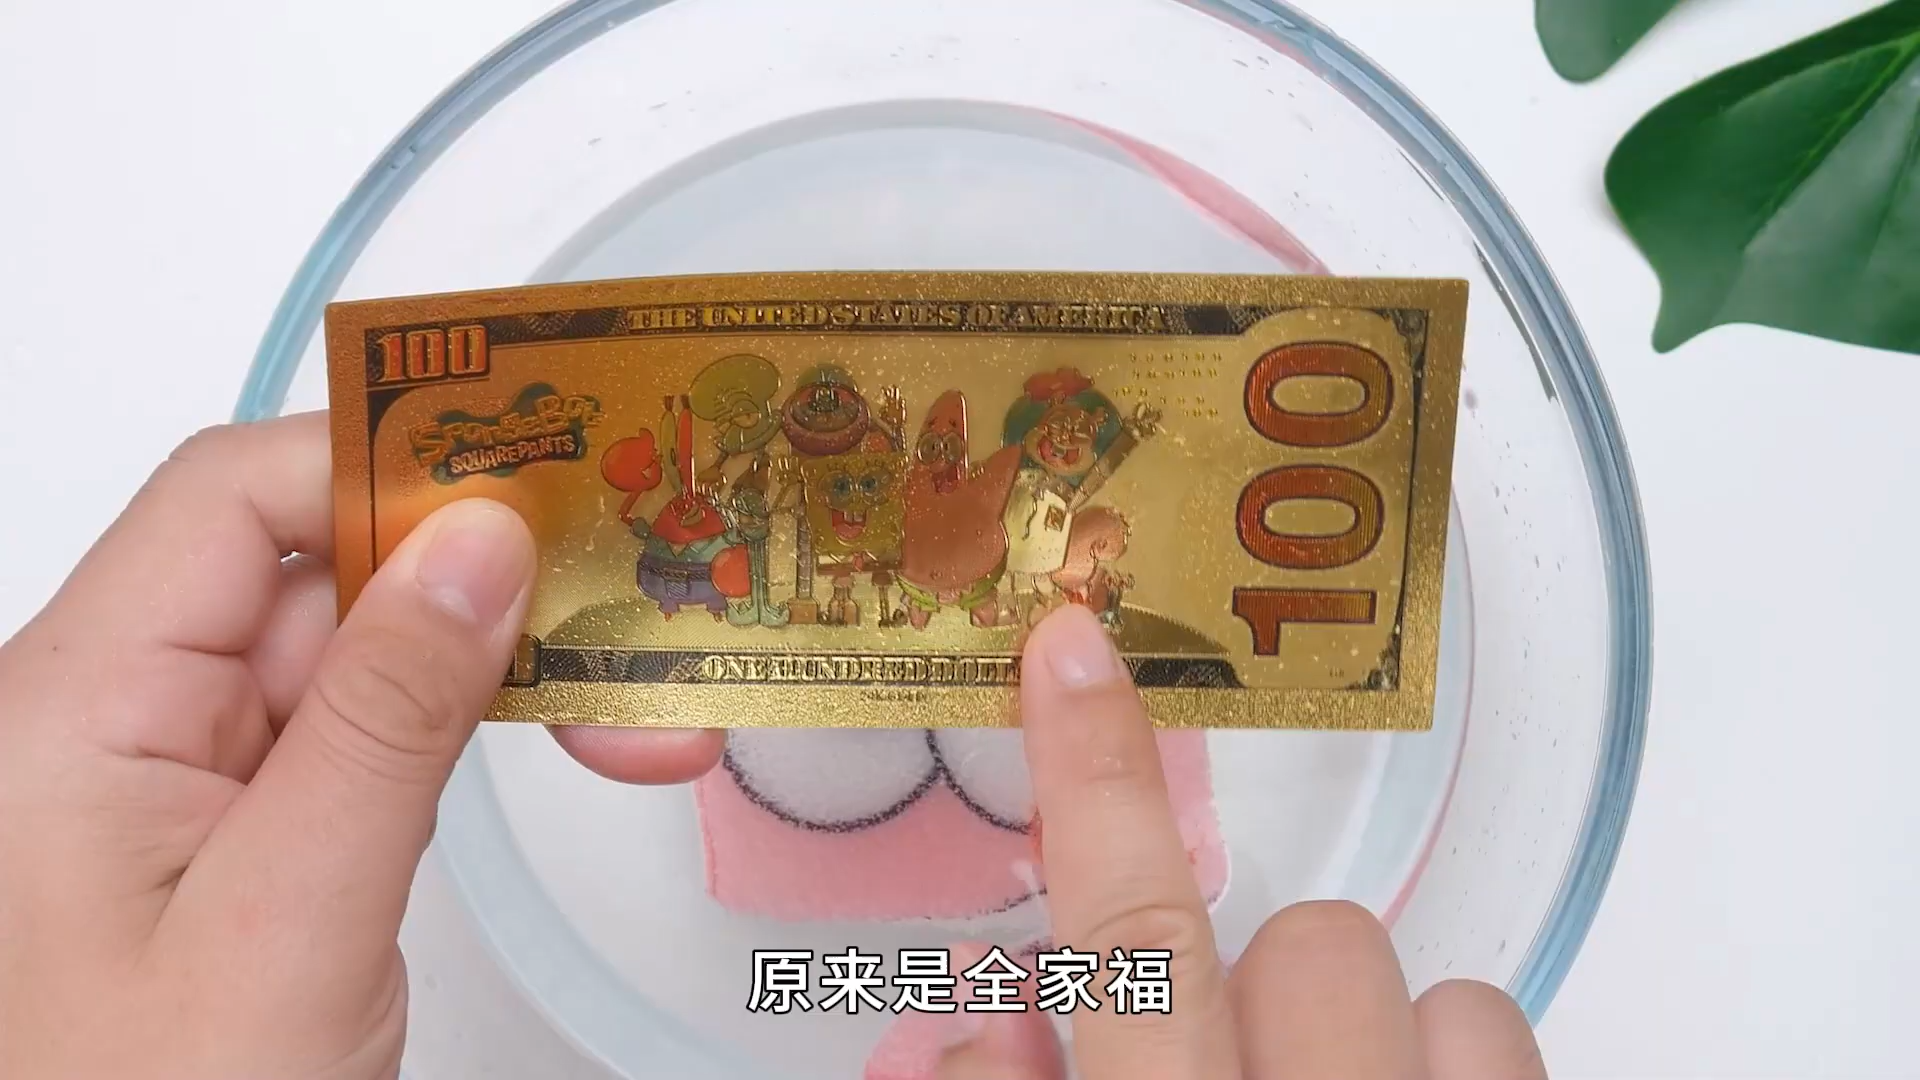 THE UNITED STATES OF AMERICA
100
SPONGEBOB
SQUAREPANTS
100
ONE HUNDRED DOLL
原来是全家福